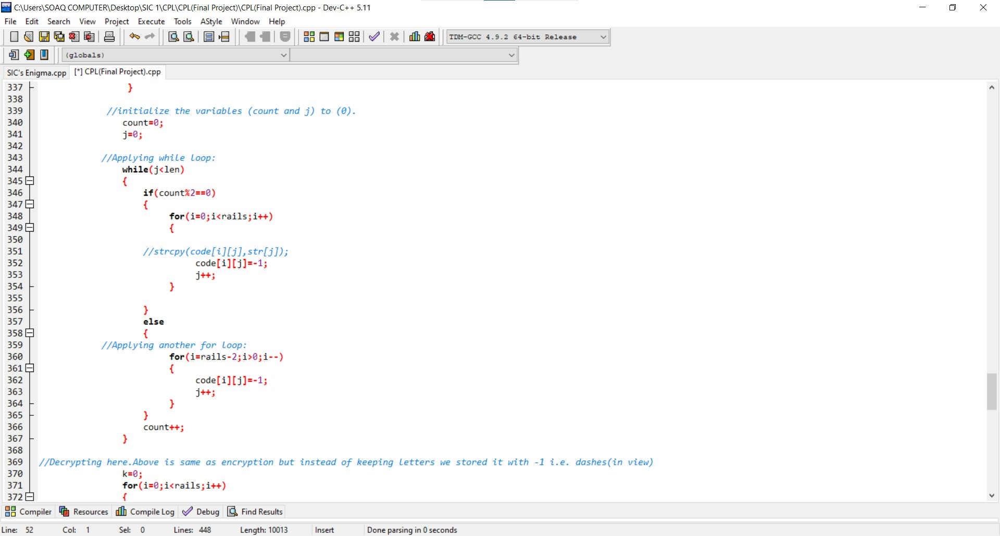 C:\Users\SOAQ COMPUTER\Desktop\SIC 1\CPL\CPL(Final Project)\CPL(Final Project).cpp - Dev-C++ 5.11
File Edit Search View Project Execute Tools AStyle Window Help
TDM-GCC 4.9.2 64-bit Release
(globals)
SIC's Enigma.cpp [*] CPL(Final Project).cpp
337 }
338
339 //initialize the variables (count and j) to (0).
340 count=0;
341 j=0;
342
343 //Applying while loop:
344 while(j<len)
345 {
346 if(count%2==0)
347 {
348 for(i=0;i<rails;i++)
349 {
350
351 //strcpy(code[i][j],str[j]);
352 code[i][j]=-1;
353 j++;
354 }
355
356 }
357 else
358 {
359 //Applying another for loop:
360 for(i=rails-2;i>0;i--)
361 {
362 code[i][j]=-1;
363 j++;
364 }
365 }
366 count++;
367 }
368
369 //Decrypting here.Above is same as encryption but instead of keeping letters we stored it with -1 i.e. dashes(in view)
370 k=0;
371 for(i=0;i<rails;i++)
372 {
Compiler Resources Compile Log Debug Find Results
Line: 52 Col: 1 Sel: 0 Lines: 448 Length: 10013 Insert Done parsing in 0 seconds